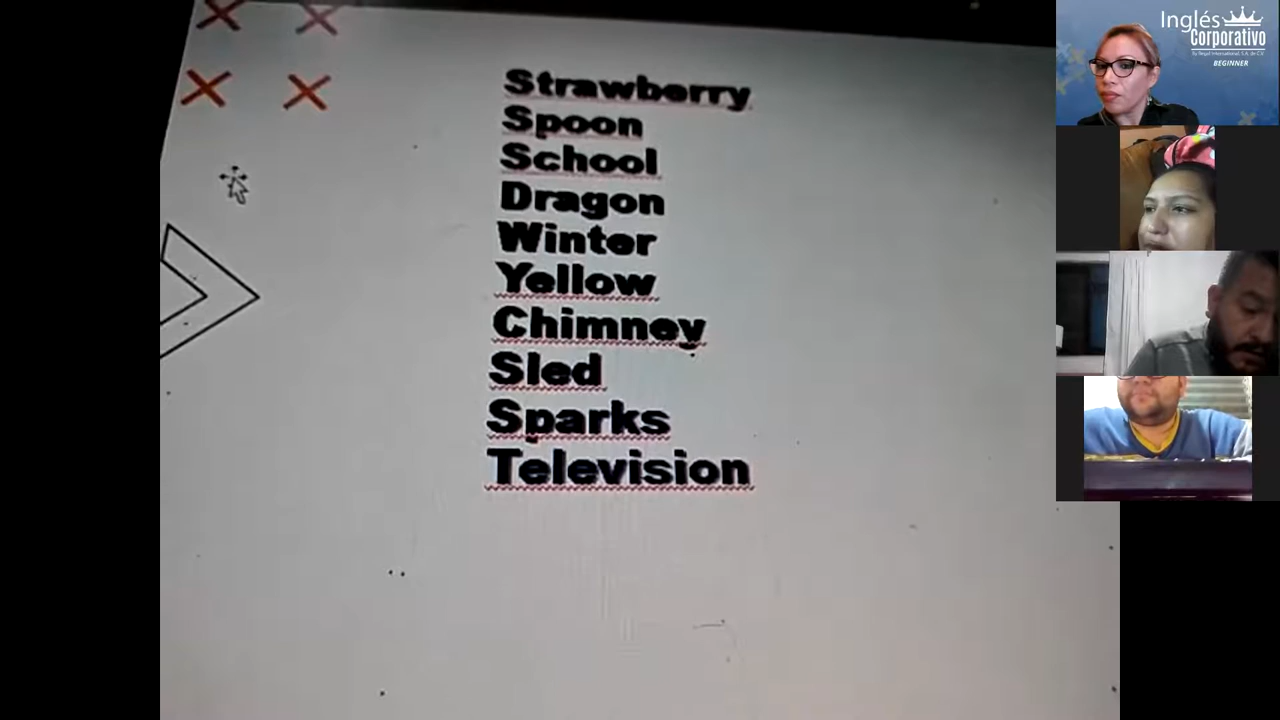 Strawberry
Spoon
School
Dragon
Winter
Yellow
Chimney
Sled
Sparks
Television
Inglés
Corporativo
BEGINNER